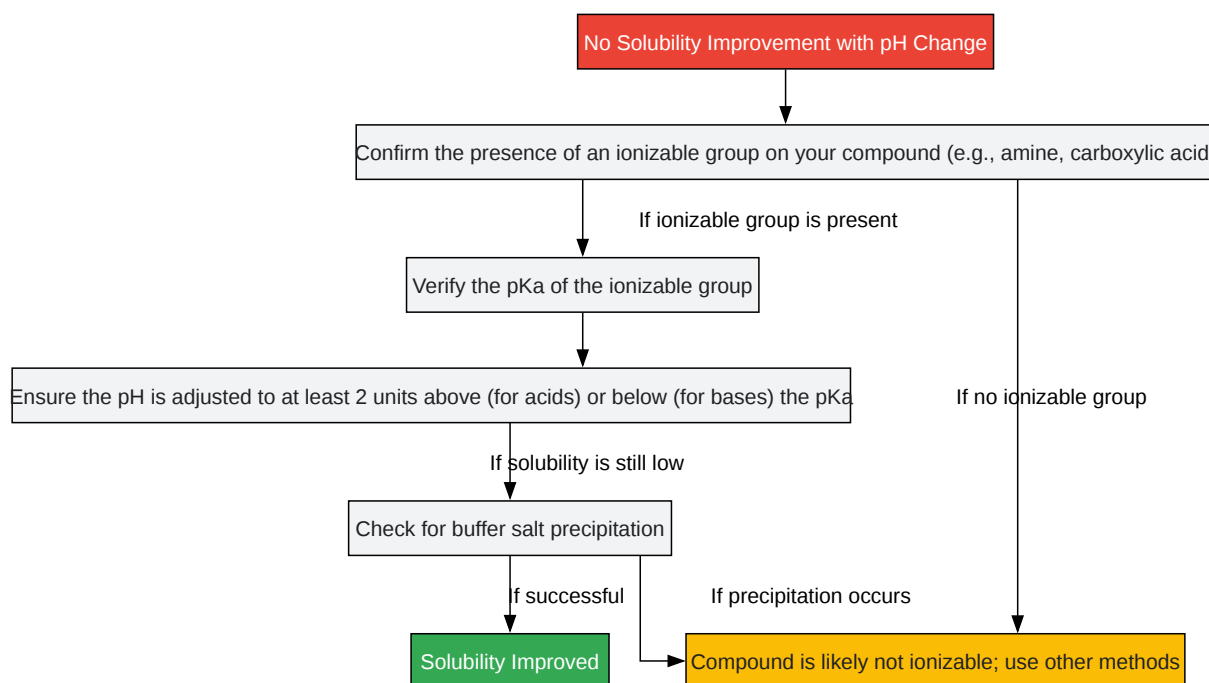 No Solubility Improvement with pH Change
Confirm the presence of an ionizable group on your compound (e.g., amine, carboxylic acid
If ionizable group is present
Verify the pKa of the ionizable group
Ensure the pH is adjusted to at least 2 units above (for acids) or below (for bases) the pKa
If no ionizable group
If solubility is still low
Check for buffer salt precipitation
If successful
If precipitation occurs
Solubility Improved
Compound is likely not ionizable; use other methods